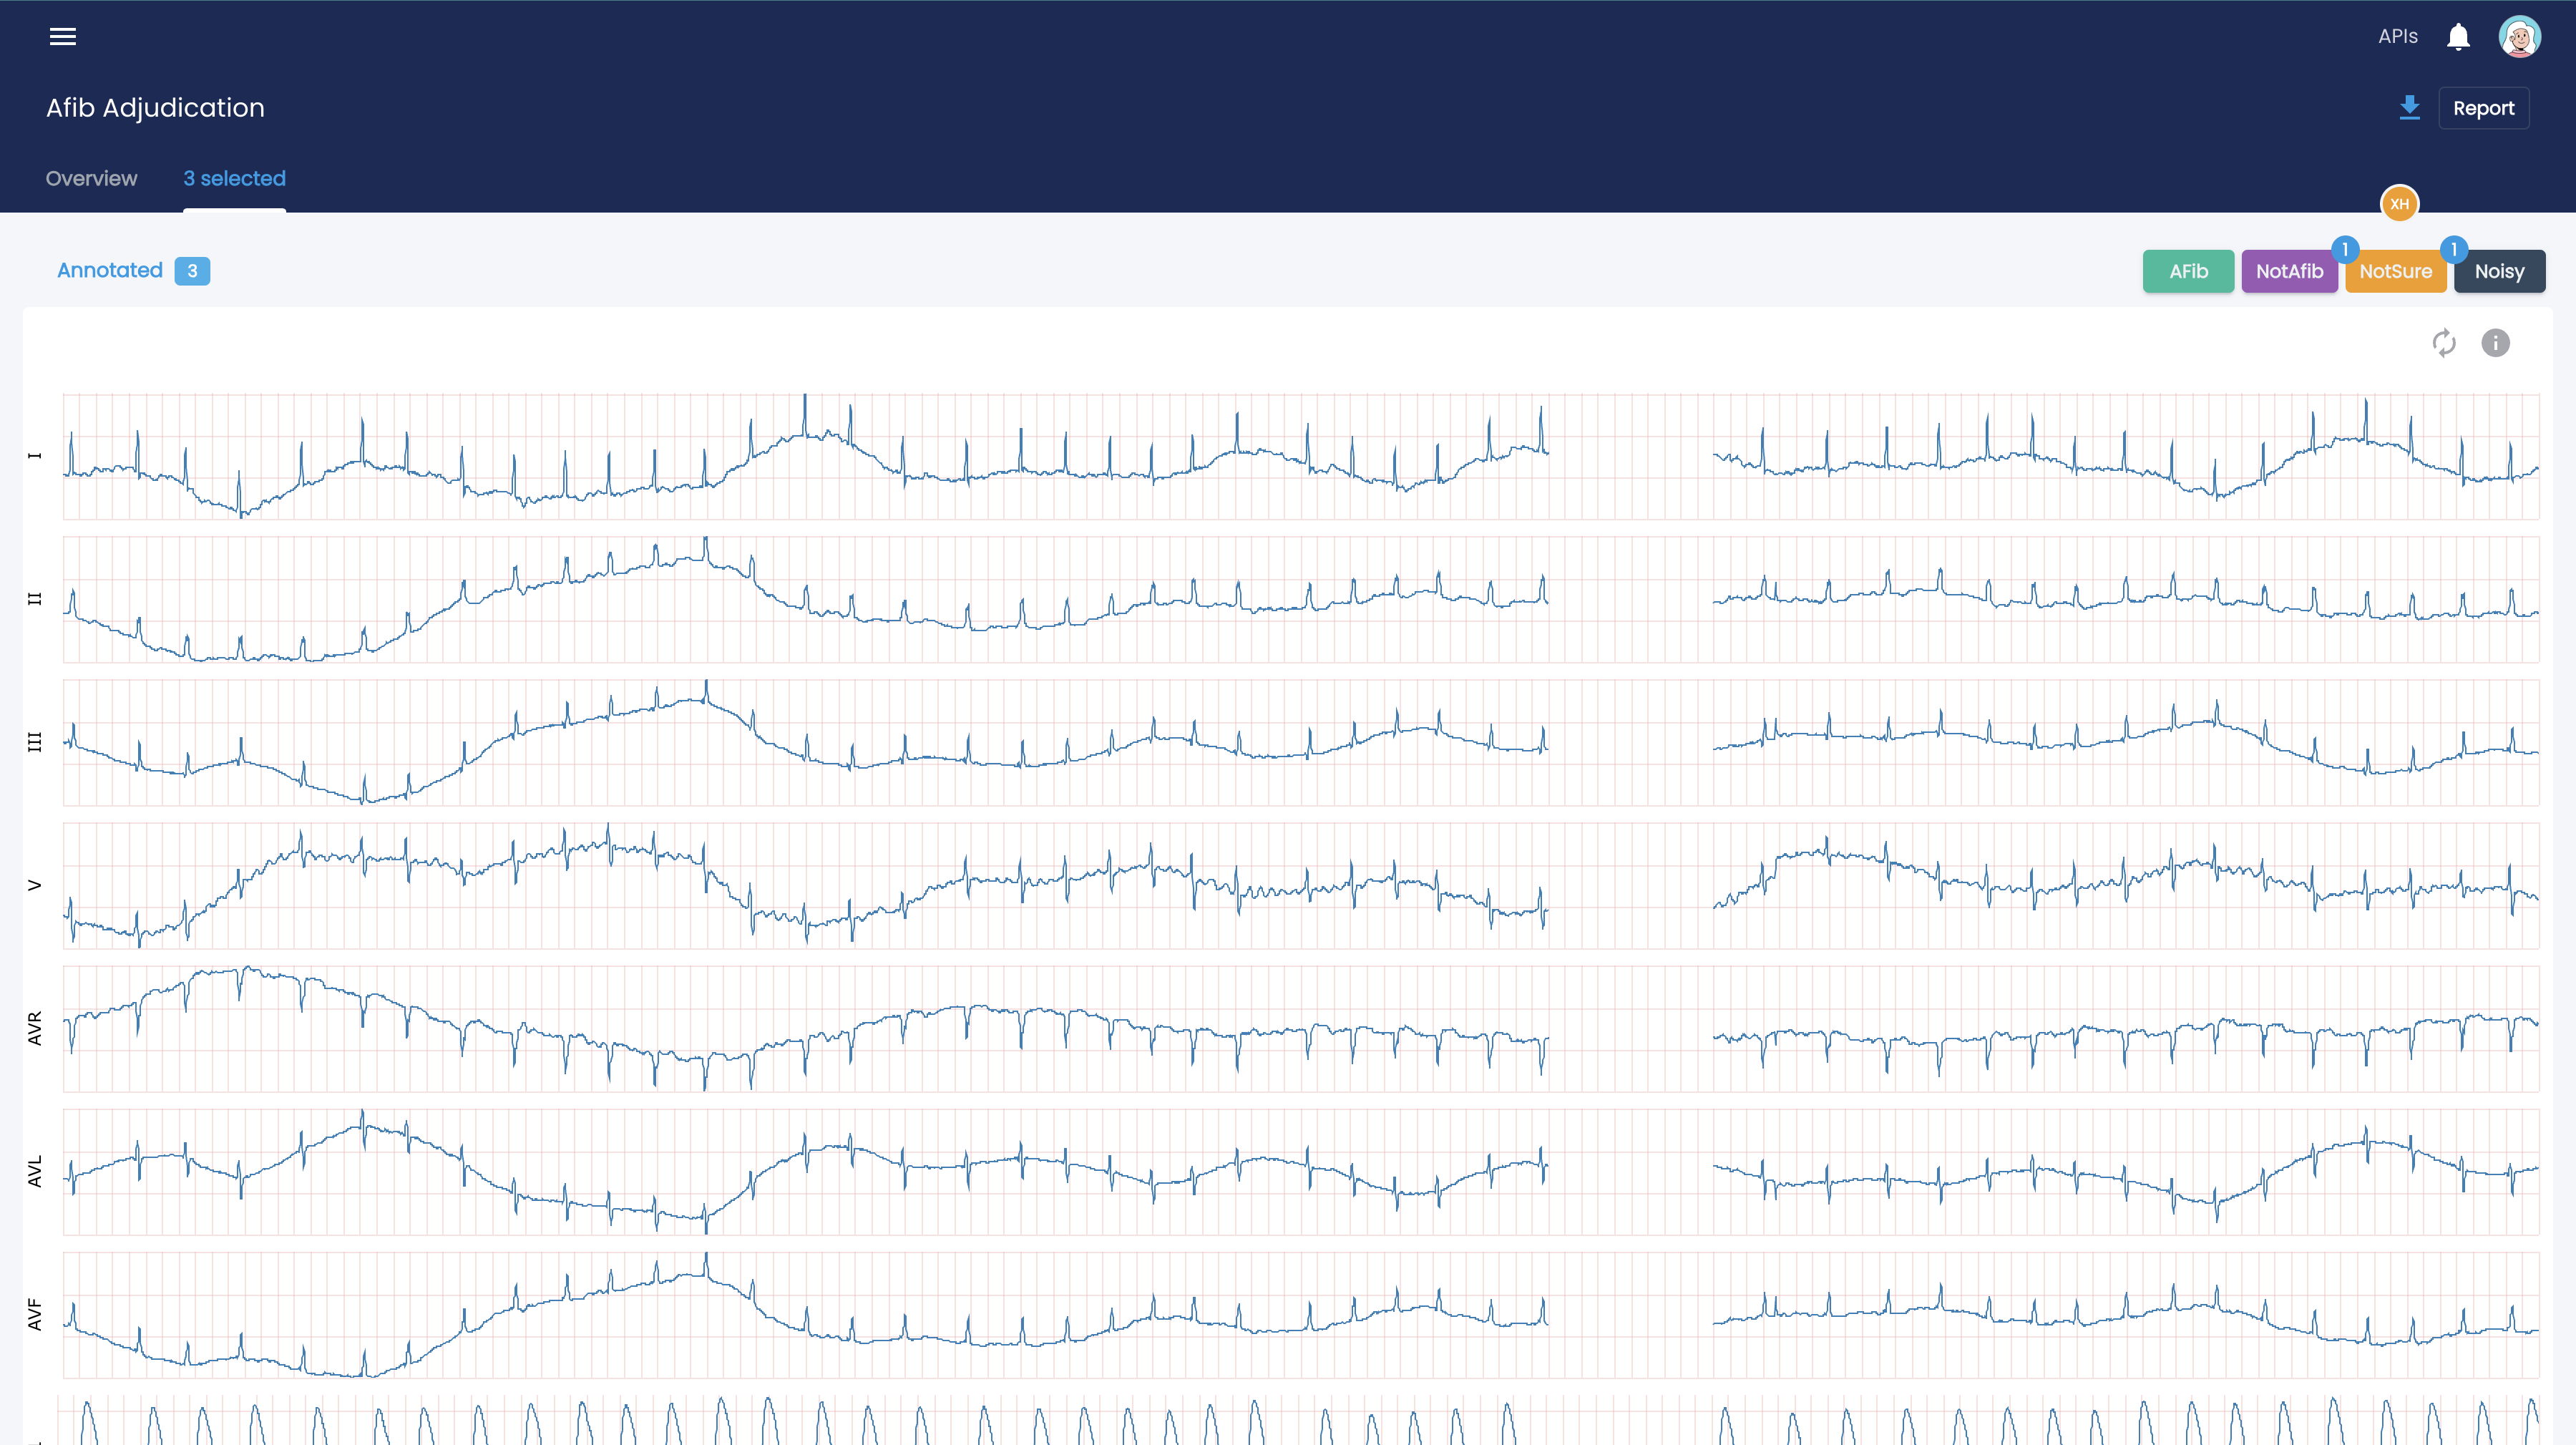 APIs
Afib Adjudication
Report
Overview 3 selected
XH
Annotated 3
AFib NotAfib 1 NotSure 1 Noisy
I
II
III
V
AVR
AVL
AVF